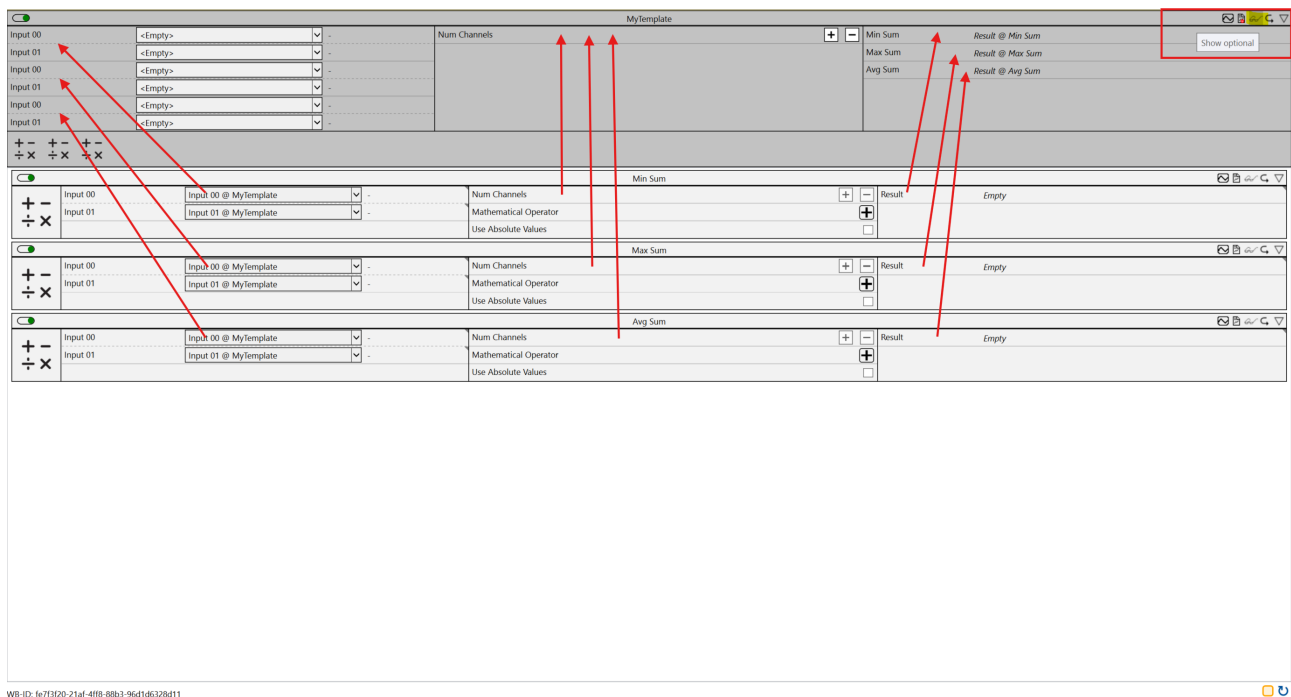 MyTemplate
Input 00 <Empty> - Num Channels + - Min Sum Result @ Min Sum
Show optional
Input 01 <Empty> - Max Sum Result @ Max Sum
Input 00 <Empty> - Avg Sum Result @ Avg Sum
Input 01 <Empty> -
Input 00 <Empty> -
Input 01 <Empty> -
+ - + - + -
÷ × ÷ × ÷ ×
Min Sum
Input 00 Input 00 @ MyTemplate - Num Channels + - Result Empty
Input 01 Input 01 @ MyTemplate - Mathematical Operator +
Use Absolute Values
Max Sum
Input 00 Input 00 @ MyTemplate - Num Channels + - Result Empty
Input 01 Input 01 @ MyTemplate - Mathematical Operator +
Use Absolute Values
Avg Sum
Input 00 Input 00 @ MyTemplate - Num Channels + - Result Empty
Input 01 Input 01 @ MyTemplate - Mathematical Operator +
Use Absolute Values
WB-ID: fe7f3f20-21af-4ff8-88b3-96d1d6328d11